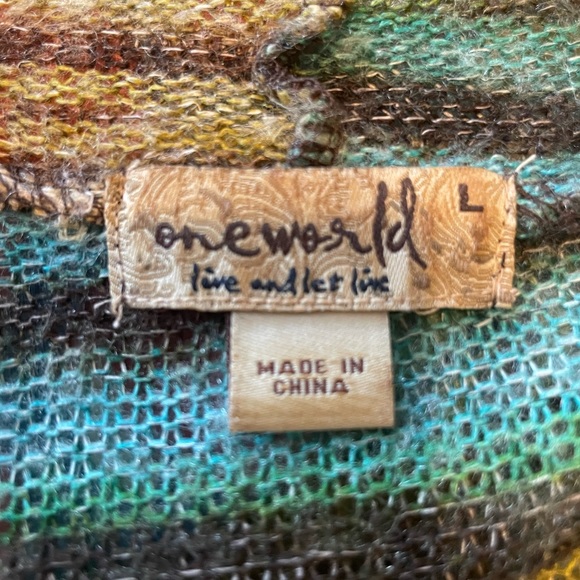 oneworld
L
live and let live
MADE IN
CHINA